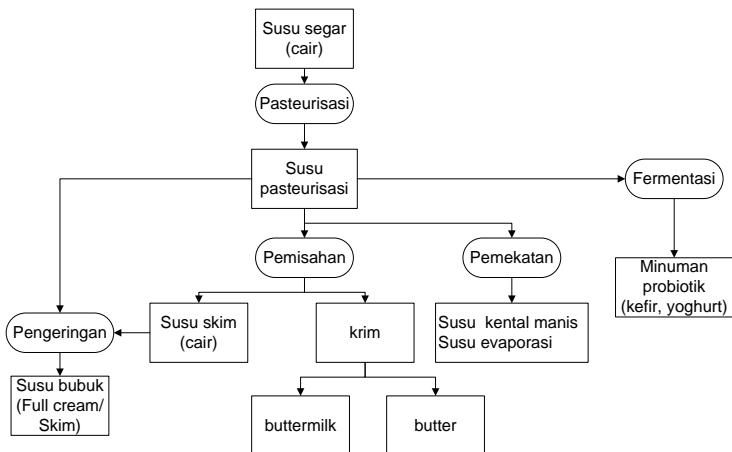 Susu segar
(cair)
Pasteurisasi
Susu
pasteurisasi
Fermentasi
Pemisahan
Pemekatan
Minuman
probiotik
(kefir, yoghurt)
Pengeringan
Susu skim
(cair)
krim
Susu kental manis
Susu evaporasi
Susu bubuk
(Full cream/
Skim)
buttermilk
butter